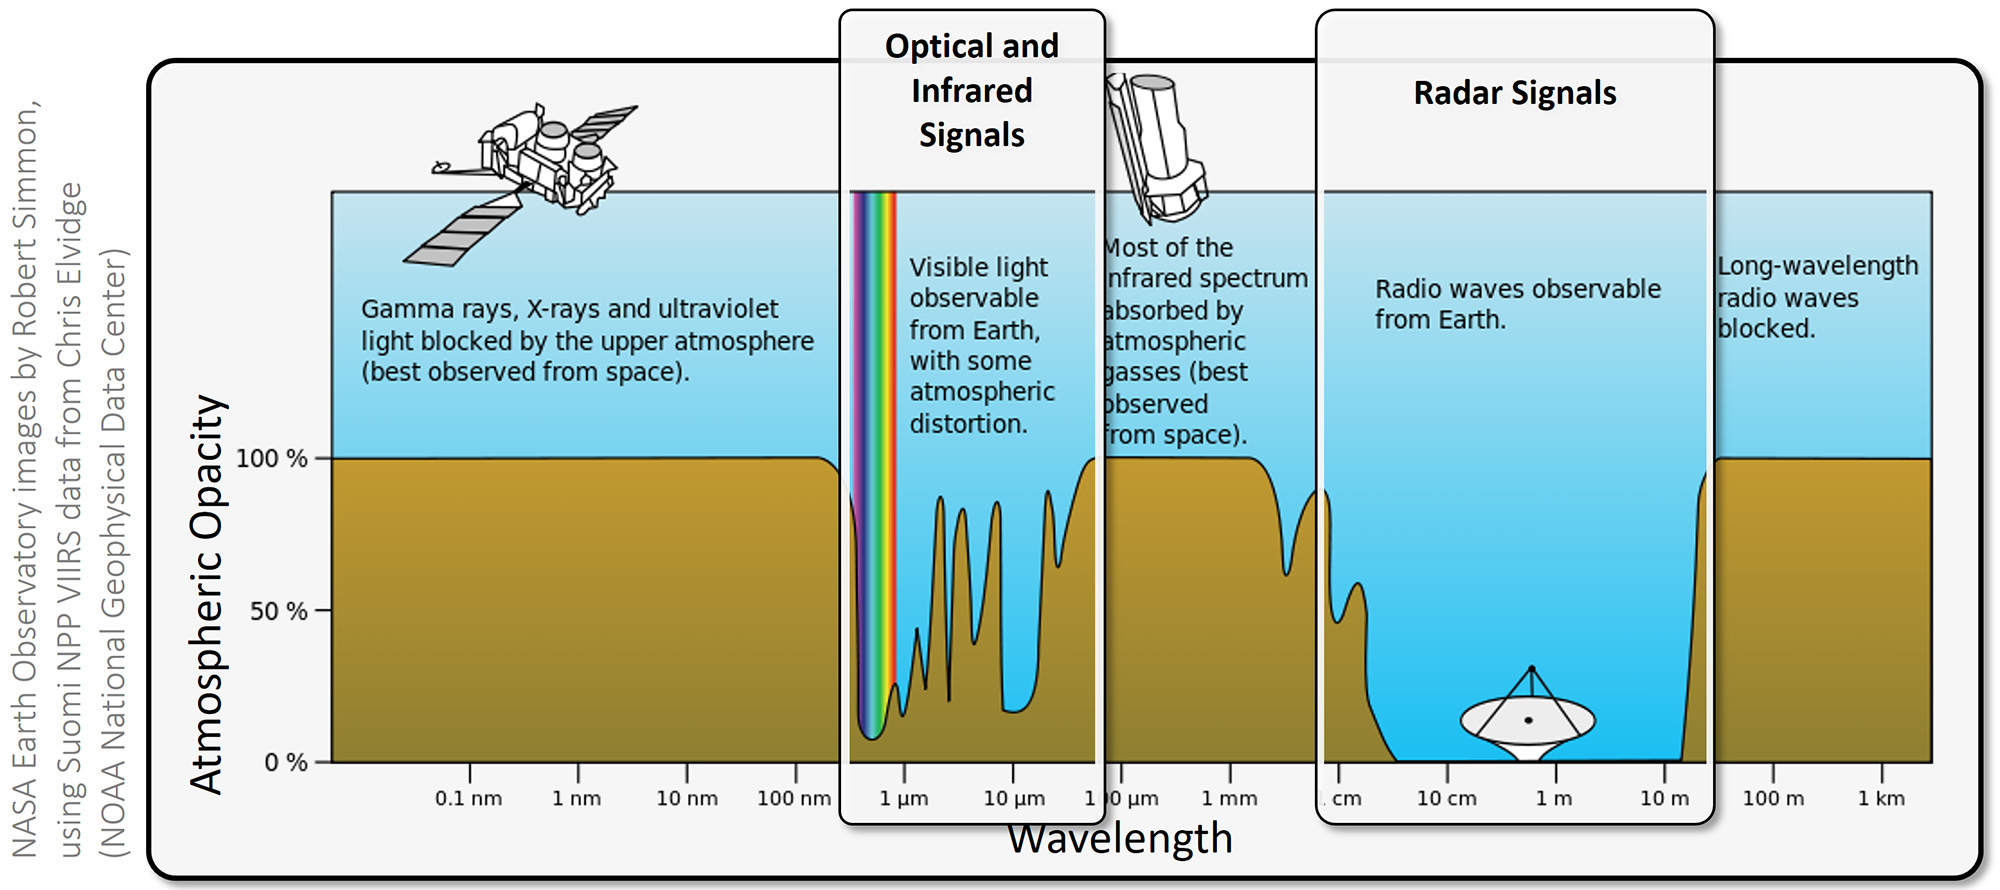 NASA Earth Observatory images by Robert Simmon,
using Suomi NPP VIIRS data from Chris Elvidge
(NOAA National Geophysical Data Center)
Optical and
Infrared
Signals
Radar Signals
Gamma rays, X-rays and ultraviolet
light blocked by the upper atmosphere
(best observed from space).
Visible light
observable
from Earth,
with some
atmospheric
distortion.
Most of the
infrared spectrum
absorbed by
atmospheric
gasses (best
observed
from space).
Radio waves observable
from Earth.
Long-wavelength
radio waves
blocked.
Atmospheric Opacity
100 %
50 %
0 %
0.1 nm
1 nm
10 nm
100 nm
1 µm
10 µm
100 µm
1 mm
1 cm
10 cm
1 m
10 m
100 m
1 km
Wavelength